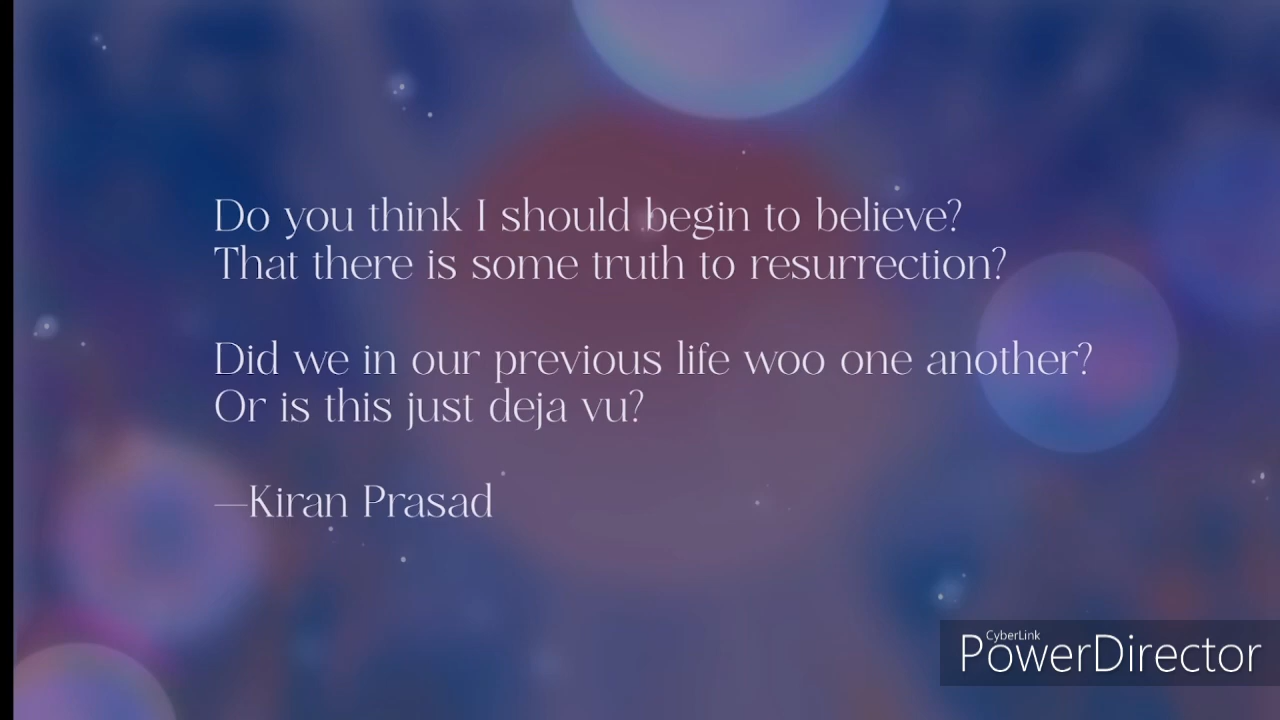 Do you think I should begin to believe?
That there is some truth to resurrection?
Did we in our previous life woo one another?
Or is this just deja vu?
—Kiran Prasad
CyberLink
PowerDirector